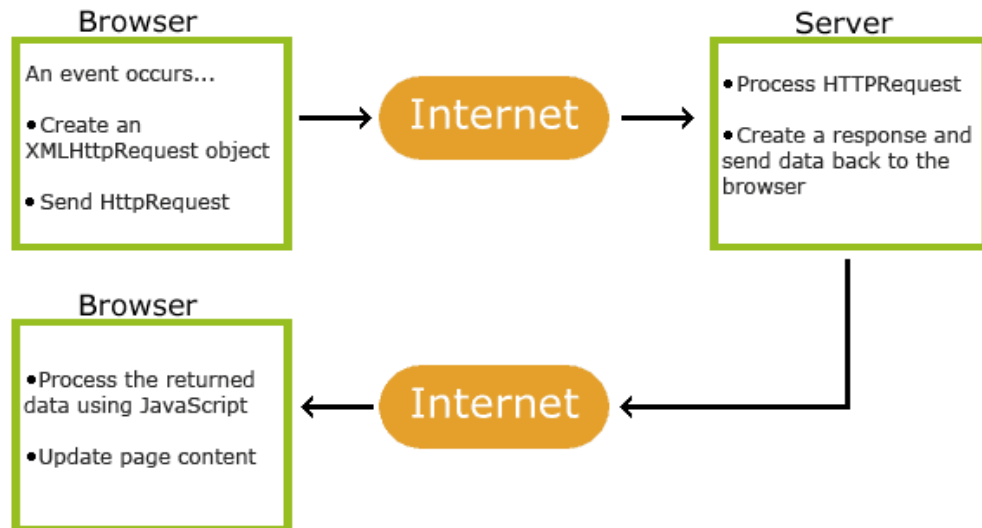 Browser
An event occurs...
•Create an
XMLHttpRequest object
•Send HttpRequest
Internet
Server
•Process HTTPRequest
•Create a response and
send data back to the
browser
Browser
•Process the returned
data using JavaScript
•Update page content
Internet